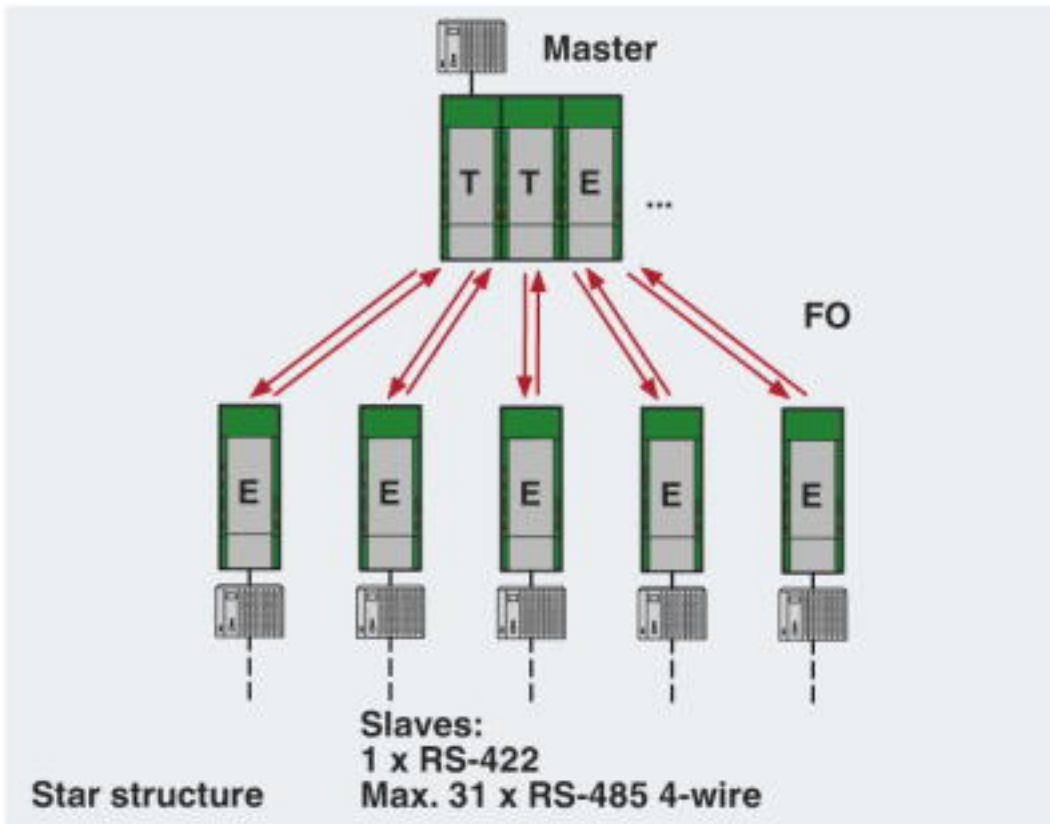 Master
T T E ...
FO
E E E E E
Slaves:
1 x RS-422
Star structure Max. 31 x RS-485 4-wire